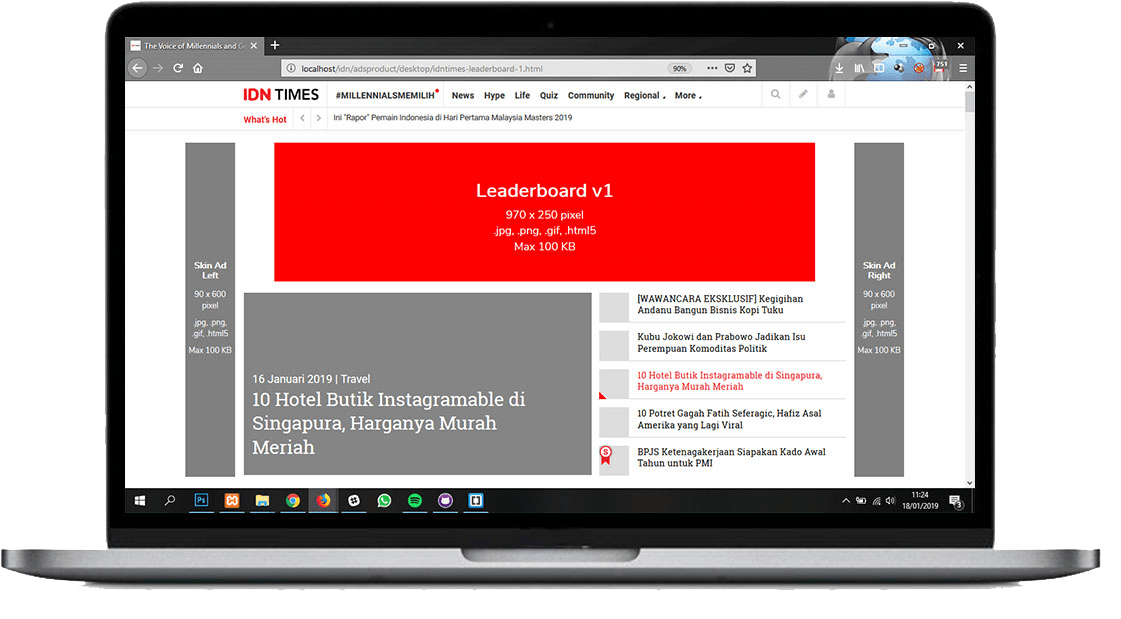 The Voice of Millennials and G
localhost/idn/adsproduct/desktop/idntimes-leaderboard-1.html
90%
751
IDN TIMES
#MILLENNIALSMEMILIH
News
Hype
Life
Quiz
Community
Regional
More
What's Hot
Ini "Rapor" Pemain Indonesia di Hari Pertama Malaysia Masters 2019
Skin Ad
Left
90 x 600
pixel
.jpg, .png,
.gif, .html5
Max 100 KB
Leaderboard v1
970 x 250 pixel
.jpg, .png, .gif, .html5
Max 100 KB
Skin Ad
Right
90 x 600
pixel
.jpg, .png,
.gif, .html5
Max 100 KB
16 Januari 2019 | Travel
10 Hotel Butik Instagramable di
Singapura, Harganya Murah
Meriah
[WAWANCARA EKSKLUSIF] Kegigihan
Andanu Bangun Bisnis Kopi Tuku
Kubu Jokowi dan Prabowo Jadikan Isu
Perempuan Komoditas Politik
10 Hotel Butik Instagramable di Singapura,
Harganya Murah Meriah
10 Potret Gagah Fatih Seferagic, Hafiz Asal
Amerika yang Lagi Viral
S
BPJS Ketenagakerjaan Siapakan Kado Awal
Tahun untuk PMI
Ps
11:24
18/01/2019
3